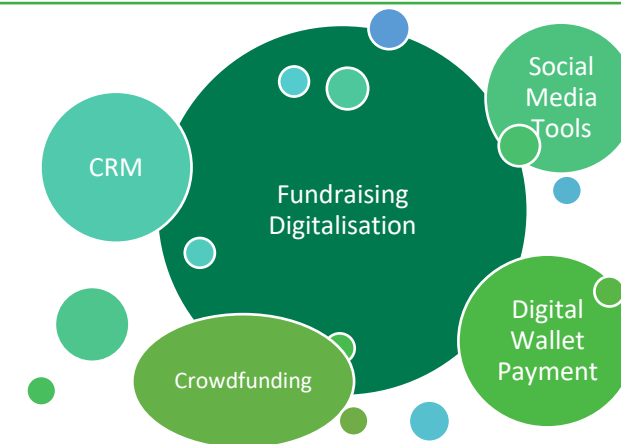 Social
Media
Tools
CRM
Fundraising
Digitalisation
Digital
Wallet
Payment
Crowdfunding